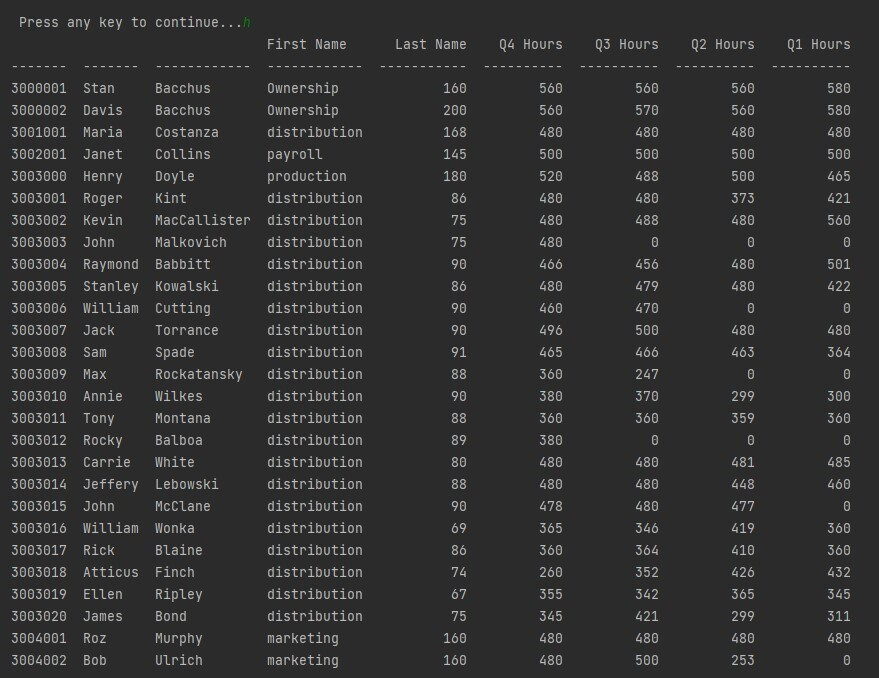 Press any key to continue...h
First Name Last Name Q4 Hours Q3 Hours Q2 Hours Q1 Hours
------- ------- ------------ ------------ ----------- ---------- ---------- ---------- ----------
3000001 Stan Bacchus Ownership 160 560 560 560 580
3000002 Davis Bacchus Ownership 200 560 570 560 580
3001001 Maria Costanza distribution 168 480 480 480 480
3002001 Janet Collins payroll 145 500 500 500 500
3003000 Henry Doyle production 180 520 488 500 465
3003001 Roger Kint distribution 86 480 480 373 421
3003002 Kevin MacCallister distribution 75 480 488 480 560
3003003 John Malkovich distribution 75 480 0 0 0
3003004 Raymond Babbitt distribution 90 466 456 480 501
3003005 Stanley Kowalski distribution 86 480 479 480 422
3003006 William Cutting distribution 90 460 470 0 0
3003007 Jack Torrance distribution 90 496 500 480 480
3003008 Sam Spade distribution 91 465 466 463 364
3003009 Max Rockatansky distribution 88 360 247 0 0
3003010 Annie Wilkes distribution 90 380 370 299 300
3003011 Tony Montana distribution 88 360 360 359 360
3003012 Rocky Balboa distribution 89 380 0 0 0
3003013 Carrie White distribution 80 480 480 481 485
3003014 Jeffery Lebowski distribution 88 480 480 448 460
3003015 John McClane distribution 90 478 480 477 0
3003016 William Wonka distribution 69 365 346 419 360
3003017 Rick Blaine distribution 86 360 364 410 360
3003018 Atticus Finch distribution 74 260 352 426 432
3003019 Ellen Ripley distribution 67 355 342 365 345
3003020 James Bond distribution 75 345 421 299 311
3004001 Roz Murphy marketing 160 480 480 480 480
3004002 Bob Ulrich marketing 160 480 500 253 0